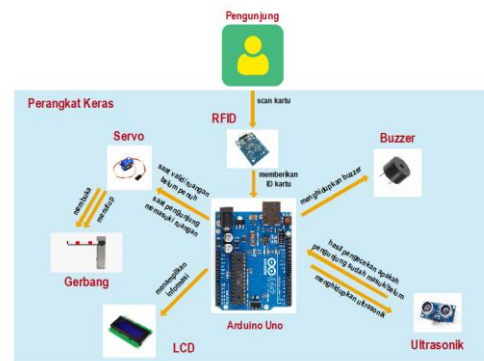 Pengunjung
scan kartu
Perangkat Keras
RFID
Servo
Buzzer
memberikan
ID kartu
menghidupkan buzzer
saat valid/ruangan
belum penuh
saat pengunjung
memasuki ruangan
membuka
menutup
Gerbang
menampilkan
informasi
LCD
Arduino Uno
hasil pengecekan apakah
pengunjung sudah masuk/belum
menghidupkan ultrasonik
Ultrasonik